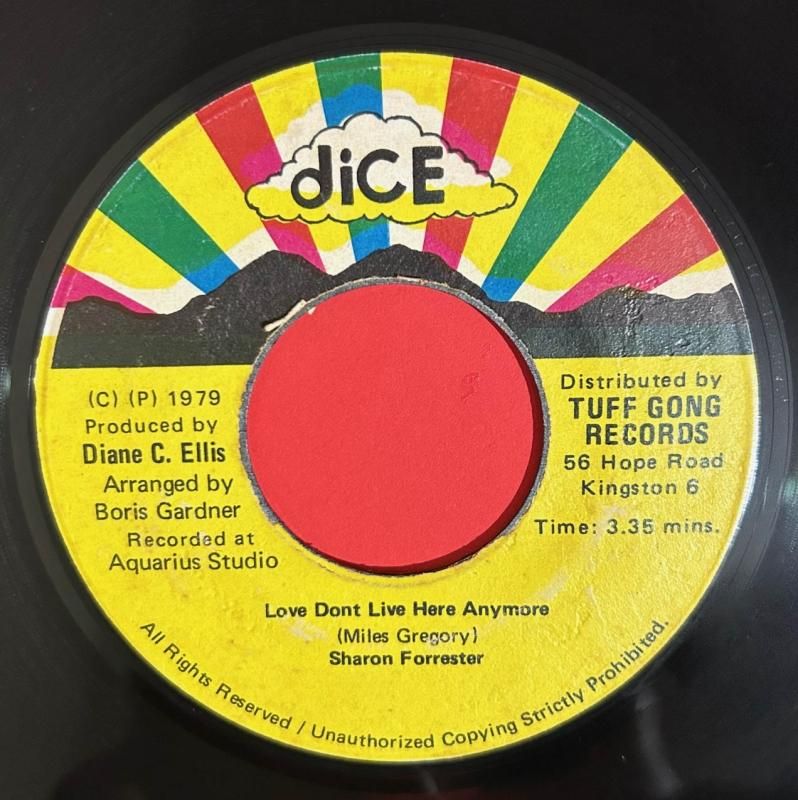 diCE
(C) (P) 1979
Produced by
Diane C. Ellis
Arranged by
Boris Gardner
Recorded at
Aquarius Studio
Distributed by
TUFF GONG
RECORDS
56 Hope Road
Kingston 6
Time: 3.35 mins.
Love Dont Live Here Anymore
(Miles Gregory)
Sharon Forrester
All Rights Reserved / Unauthorized Copying Strictly Prohibited.